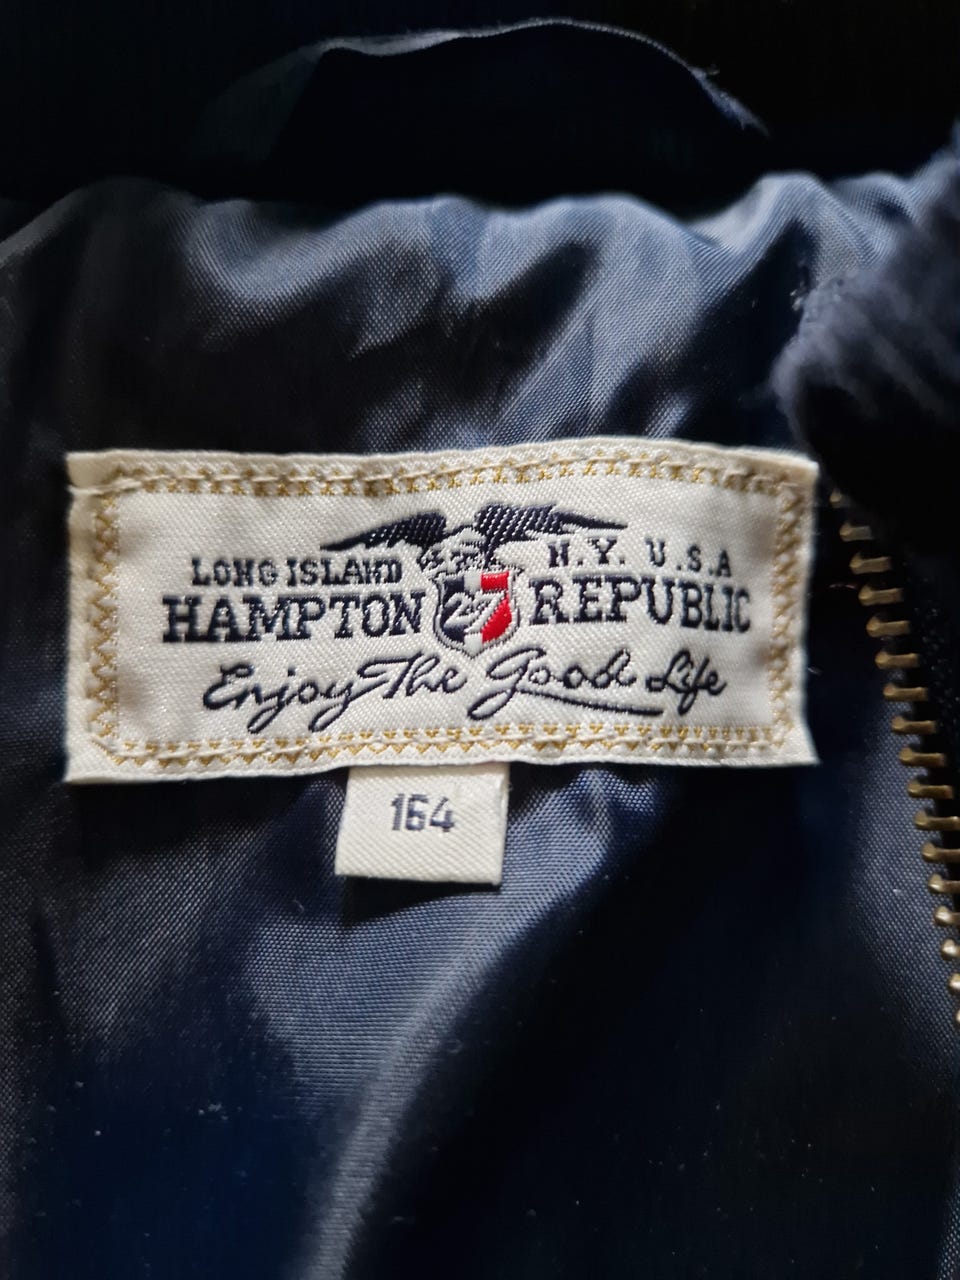 LONG ISLAND N.Y. U.S.A
HAMPTON 27 REPUBLIC
Enjoy The Good Life
164